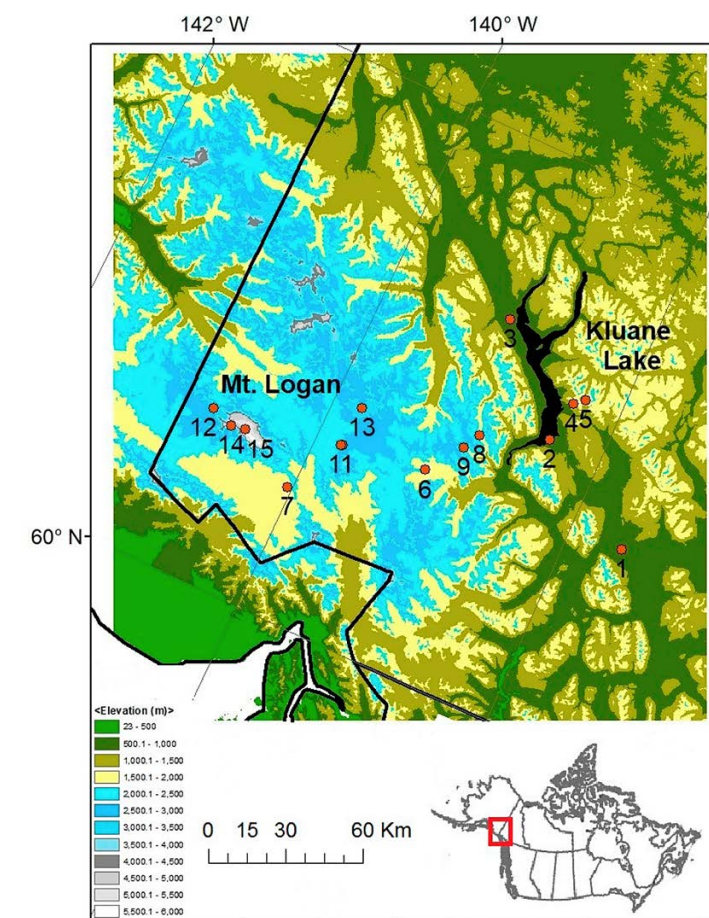 142° W
140° W
Kluane
Lake
3
Mt. Logan
12
14
15
13
11
7
6
9
8
2
4
5
1
60° N
<Elevation (m)>
23 - 500
500.1 - 1,000
1,000.1 - 1,500
1,500.1 - 2,000
2,000.1 - 2,500
2,500.1 - 3,000
3,000.1 - 3,500
3,500.1 - 4,000
4,000.1 - 4,500
4,500.1 - 5,000
5,000.1 - 5,500
5,500.1 - 6,000
0 15 30 60 Km